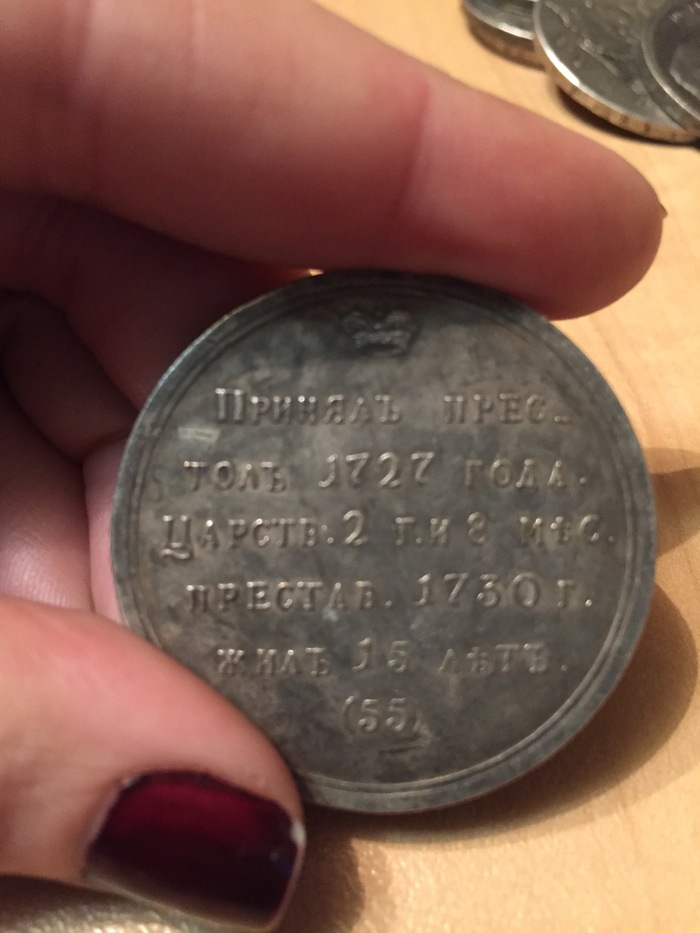 Принялъ прес-
толъ 1727 года.
Царств. 2 г. и 8 мѣс.
престав. 1730 г.
жилъ 15 лѣтъ.
(55)